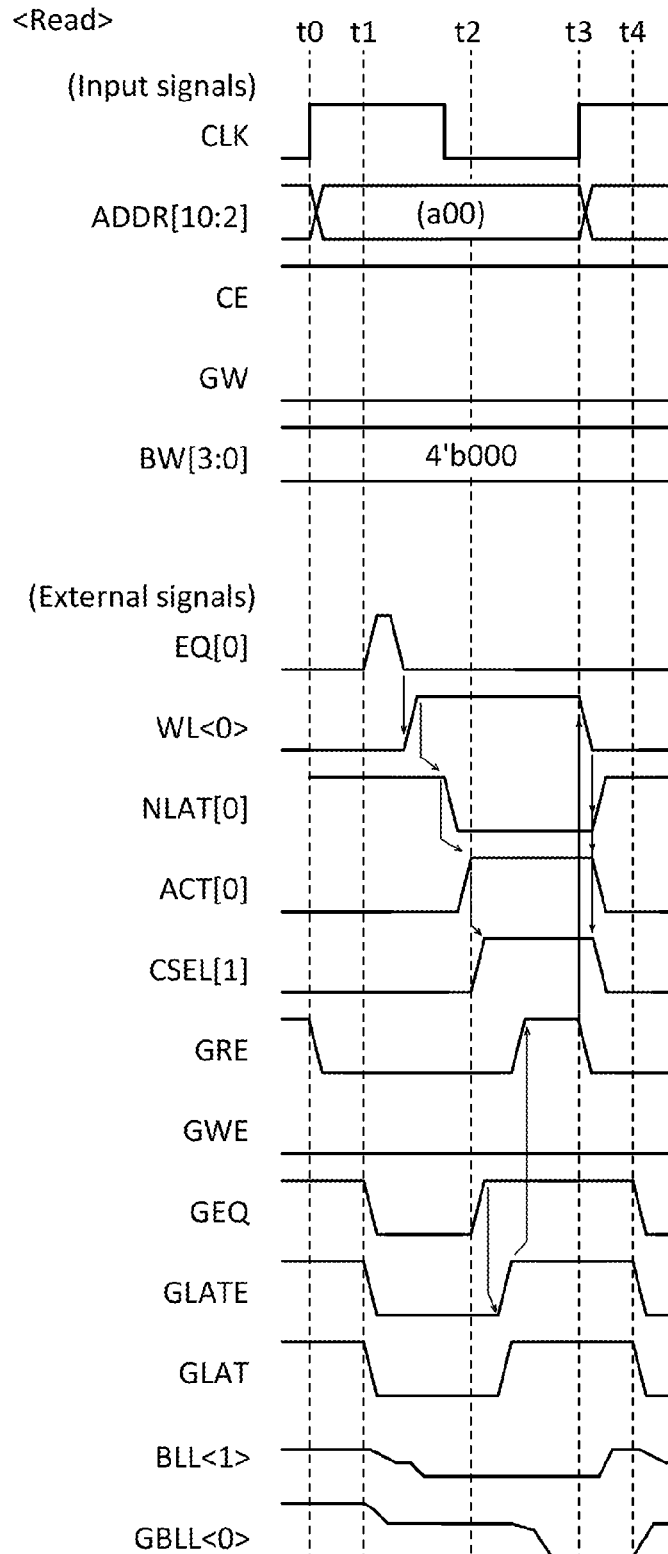 <Read>
t0 t1 t2 t3 t4
(Input signals)
CLK
ADDR[10:2] (a00)
CE
GW
BW[3:0] 4'b000
(External signals)
EQ[0]
WL<0>
NLAT[0]
ACT[0]
CSEL[1]
GRE
GWE
GEQ
GLATE
GLAT
BLL<1>
GBLL<0>